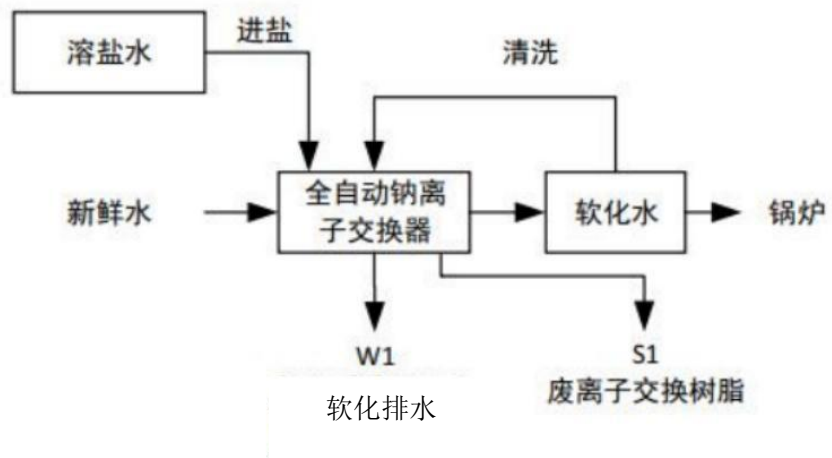 溶盐水
进盐
清洗
新鲜水
全自动钠离
子交换器
软化水
锅炉
W1
软化排水
S1
废离子交换树脂